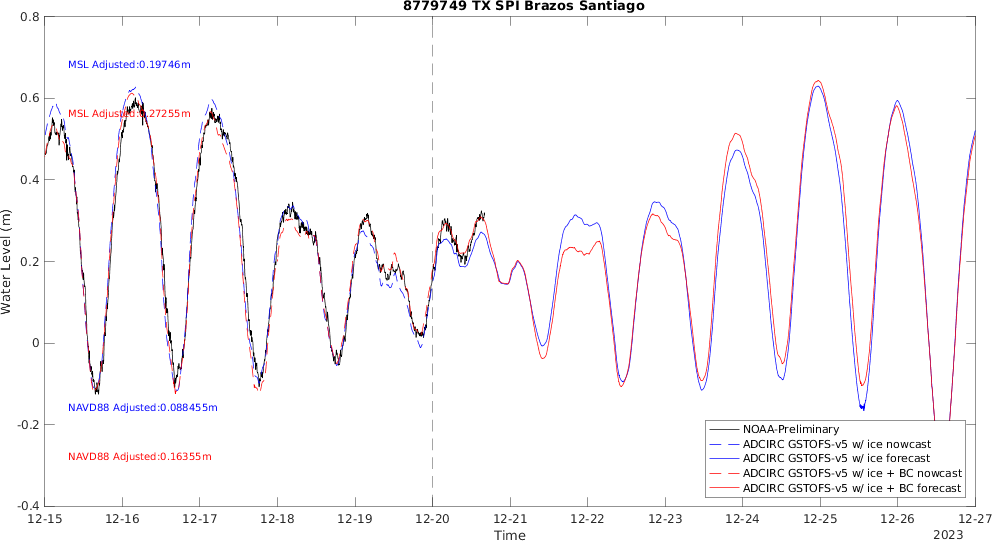 8779749 TX SPI Brazos Santiago
0.8
0.6
0.4
0.2
0
-0.2
-0.4
Water Level (m)
MSL Adjusted:0.19746m
MSL Adjusted:0.27255m
NAVD88 Adjusted:0.088455m
NAVD88 Adjusted:0.16355m
NOAA-Preliminary
ADCIRC GSTOFS-v5 w/ ice nowcast
ADCIRC GSTOFS-v5 w/ ice forecast
ADCIRC GSTOFS-v5 w/ ice + BC nowcast
ADCIRC GSTOFS-v5 w/ ice + BC forecast
12-15 12-16 12-17 12-18 12-19 12-20 12-21 12-22 12-23 12-24 12-25 12-26 12-27
Time
2023